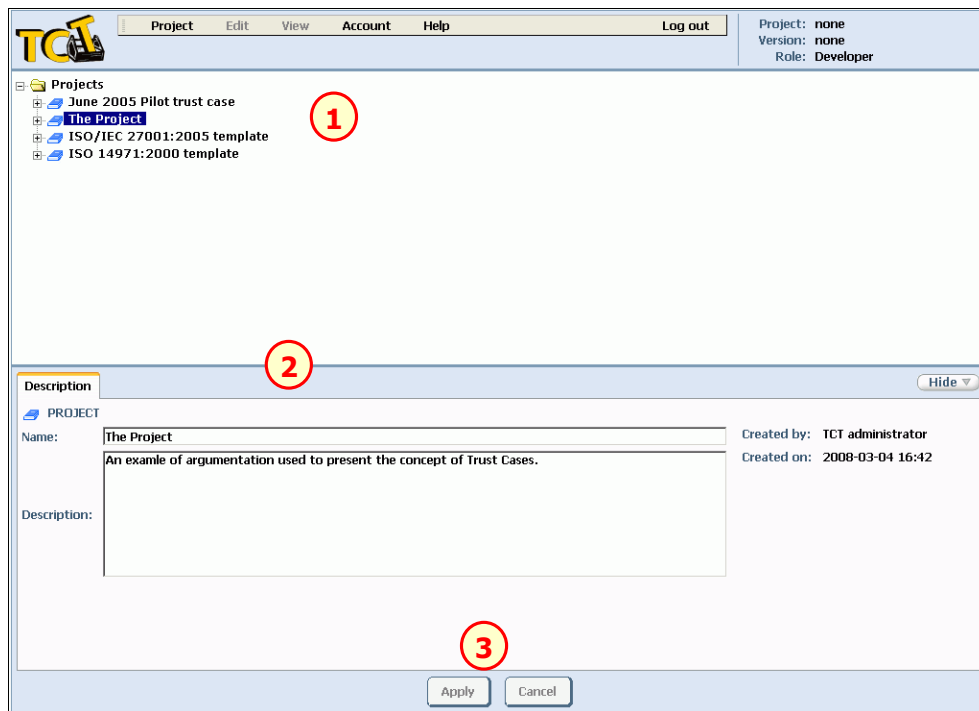 TCT
Project Edit View Account Help Log out
Project: none
Version: none
Role: Developer
Projects
June 2005 Pilot trust case
The Project
ISO/IEC 27001:2005 template
ISO 14971:2000 template
1
2
Description
Hide
PROJECT
Name: The Project
Created by: TCT administrator
An examle of argumentation used to present the concept of Trust Cases.
Created on: 2008-03-04 16:42
Description:
3
Apply Cancel